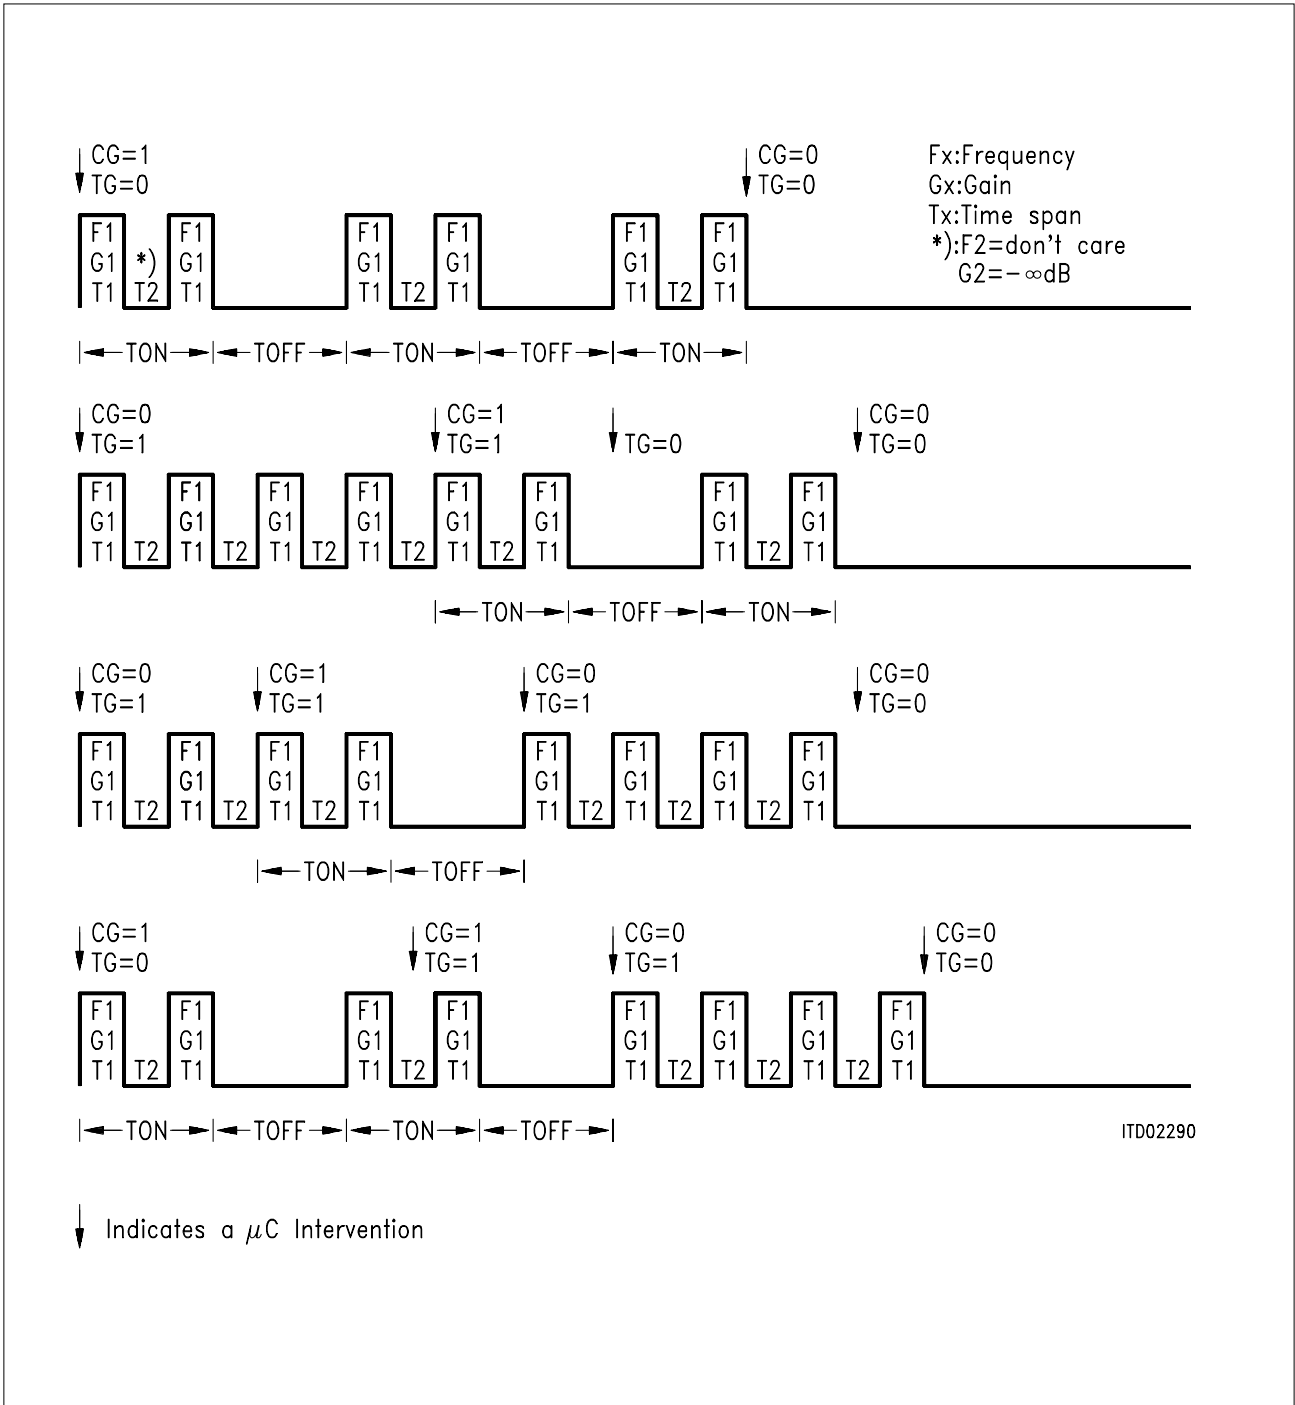 CG=1 CG=0 Fx:Frequency
TG=0 TG=0 Gx:Gain
Tx:Time span
F1 F1 F1 F1 F1 F1 *):F2=don't care
G1 *) G1 G1 G1 G1 G1 G2=-∞dB
T1 T2 T1 T1 T2 T1 T1 T2 T1
TON TOFF TON TOFF TON
CG=0 CG=1 CG=0
TG=1 TG=1 TG=0 TG=0
F1 F1 F1 F1 F1 F1 F1 F1
G1 G1 G1 G1 G1 G1 G1 G1
T1 T2 T1 T2 T1 T2 T1 T2 T1 T2 T1 T1 T2 T1
TON TOFF TON
CG=0 CG=1 CG=0 CG=0
TG=1 TG=1 TG=1 TG=0
F1 F1 F1 F1 F1 F1 F1 F1
G1 G1 G1 G1 G1 G1 G1 G1
T1 T2 T1 T2 T1 T2 T1 T1 T2 T1 T2 T1 T2 T1
TON TOFF
CG=1 CG=1 CG=0 CG=0
TG=0 TG=1 TG=1 TG=0
F1 F1 F1 F1 F1 F1 F1 F1
G1 G1 G1 G1 G1 G1 G1 G1
T1 T2 T1 T1 T2 T1 T1 T2 T1 T2 T1 T2 T1
TON TOFF TON TOFF
ITD02290
Indicates a μC Intervention